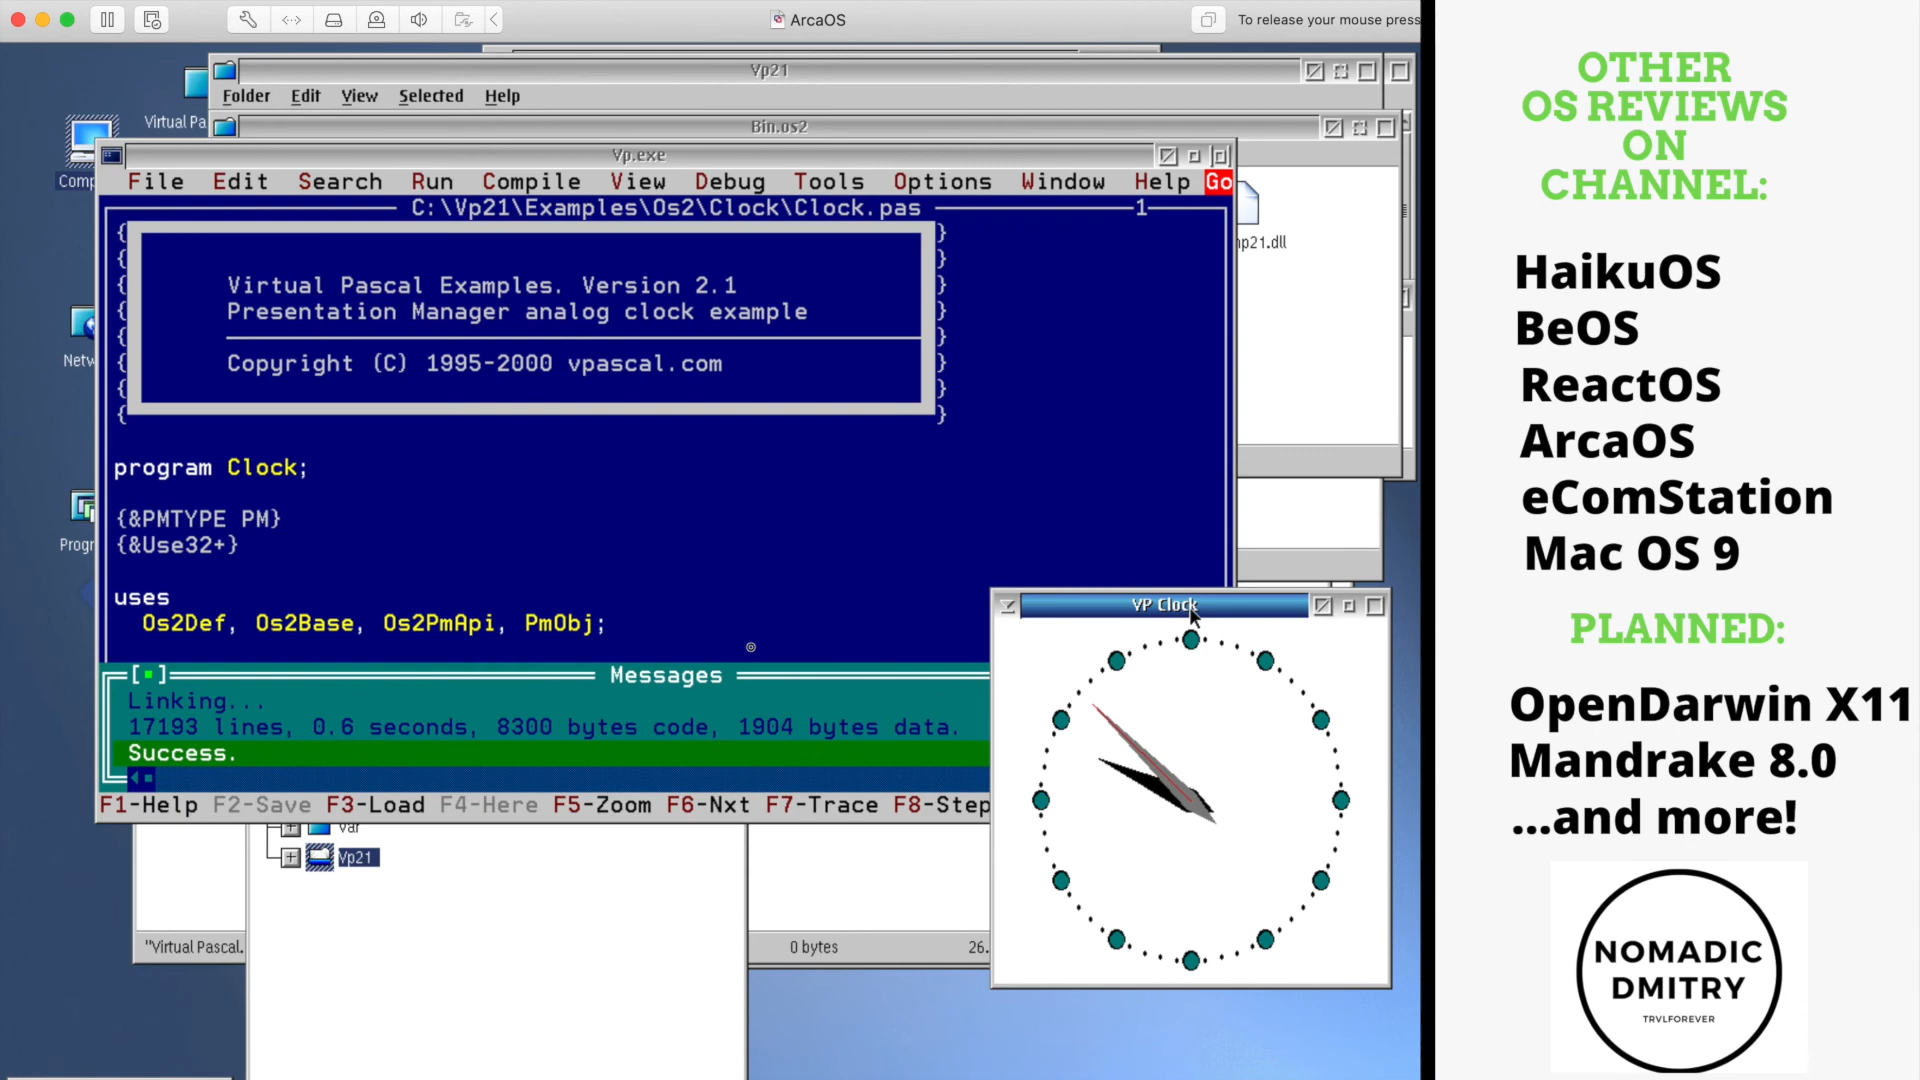 ArcaOS
To release your mouse press
Vp21
Folder Edit View Selected Help
Virtual Pa
Bin.os2
Comp
Vp.exe
File Edit Search Run Compile View Debug Tools Options Window Help Go
C:\Vp21\Examples\Os2\Clock\Clock.pas 1
{ }
{ }
{ Virtual Pascal Examples. Version 2.1 }
{ Presentation Manager analog clock example }
{ }
{ Copyright (C) 1995-2000 vpascal.com }
{ }
{ }
program Clock;
{&PMTYPE PM}
{&Use32+}
uses
Os2Def, Os2Base, Os2PmApi, PmObj;
[ ] Messages
Linking...
17193 lines, 0.6 seconds, 8300 bytes code, 1904 bytes data.
Success.
F1-Help F2-Save F3-Load F4-Here F5-Zoom F6-Nxt F7-Trace F8-Step
p21.dll
Netw
Progr
VP Clock
var
Vp21
"Virtual Pascal.
0 bytes
26.
OTHER
OS REVIEWS
ON
CHANNEL:
HaikuOS
BeOS
ReactOS
ArcaOS
eComStation
Mac OS 9
PLANNED:
OpenDarwin X11
Mandrake 8.0
...and more!
NOMADIC
DMITRY
TRVLFOREVER